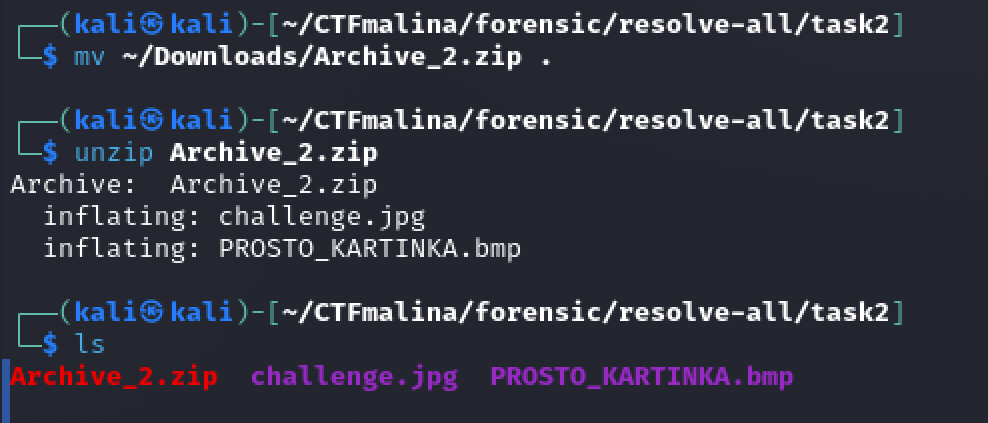 ┌──(kali㉿kali)-[~/CTFmalina/forensic/resolve-all/task2]
└─$ mv ~/Downloads/Archive_2.zip .
┌──(kali㉿kali)-[~/CTFmalina/forensic/resolve-all/task2]
└─$ unzip Archive_2.zip
Archive:  Archive_2.zip
  inflating: challenge.jpg
  inflating: PROSTO_KARTINKA.bmp
┌──(kali㉿kali)-[~/CTFmalina/forensic/resolve-all/task2]
└─$ ls
Archive_2.zip  challenge.jpg  PROSTO_KARTINKA.bmp